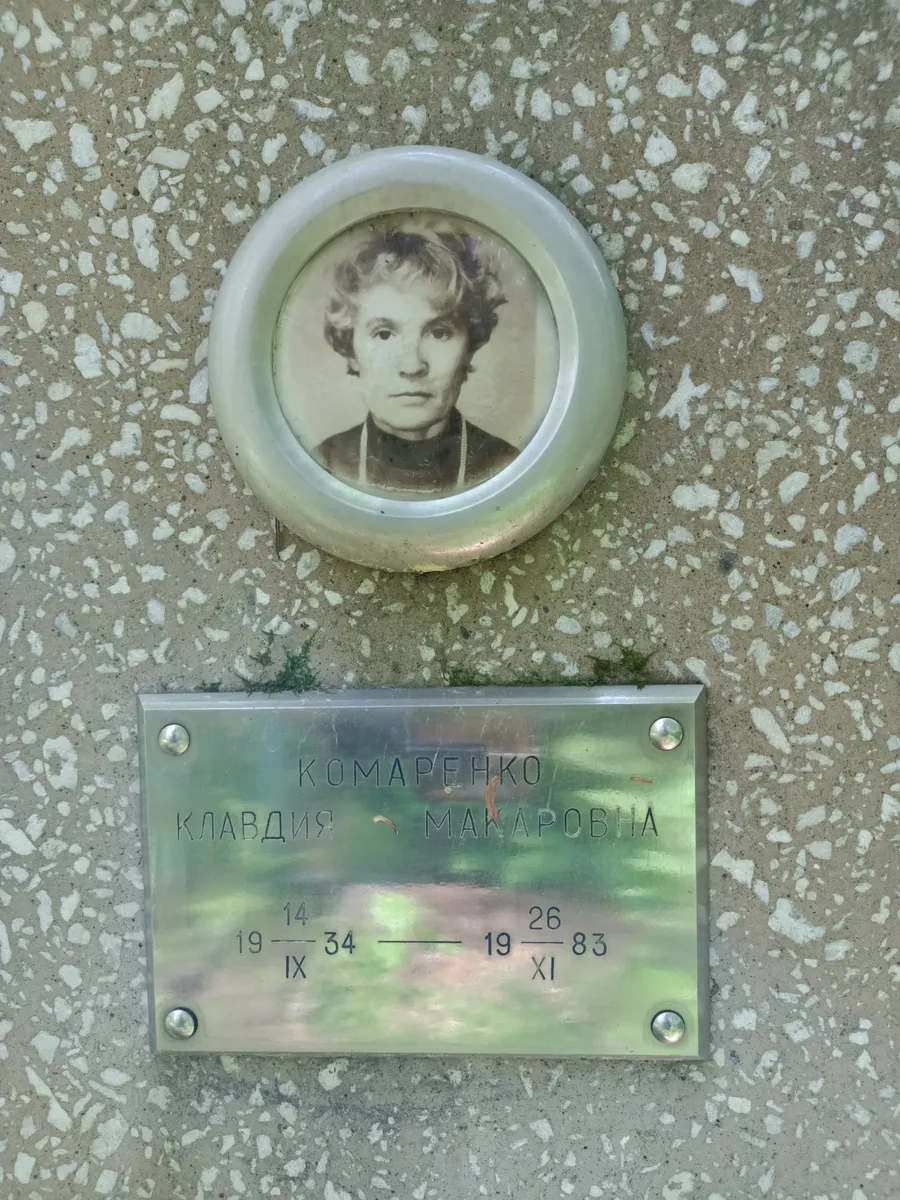 КОМАРЕНКО
КЛАВДИЯ МАКАРОВНА
19 14/IX 34 — 19 26/XI 83